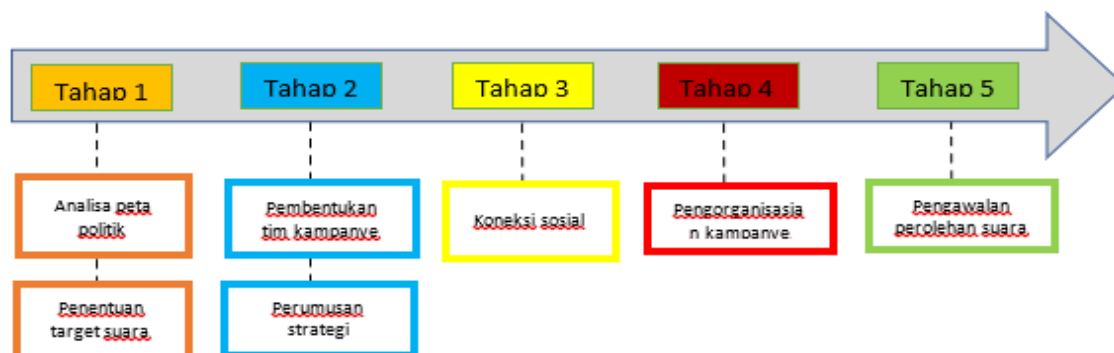 Tahap 1
Tahap 2
Tahap 3
Tahap 4
Tahap 5
Analisa peta
politik
Pembentukan
tim kampanye
Koneksi sosial
Pengorganisasia
n kampanye
Pengawalan
perolehan suara
Penentuan
target suara
Perumusan
strategi